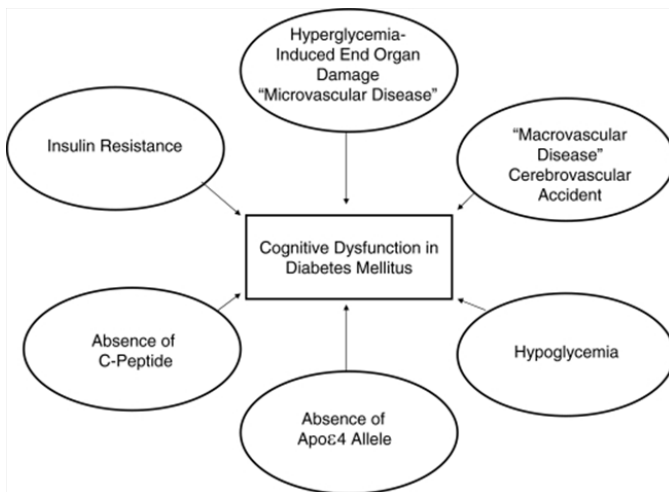 Hyperglycemia-
Induced End Organ
Damage
“Microvascular Disease”
Insulin Resistance
“Macrovascular
Disease”
Cerebrovascular
Accident
Cognitive Dysfunction in
Diabetes Mellitus
Absence of
C-Peptide
Hypoglycemia
Absence of
Apoε4 Allele